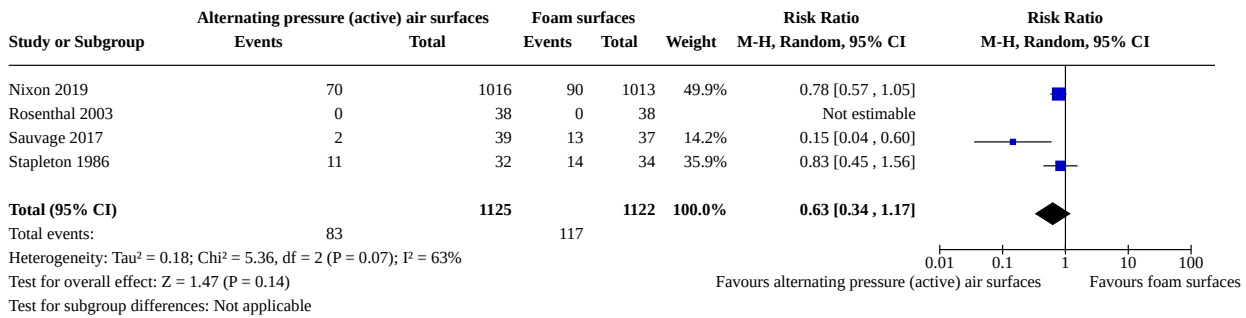 Alternating pressure (active) air surfaces Foam surfaces Risk Ratio Risk Ratio
Study or Subgroup Events Total Events Total Weight M-H, Random, 95% CI M-H, Random, 95% CI
Nixon 2019 70 1016 90 1013 49.9% 0.78 [0.57 , 1.05]
Rosenthal 2003 0 38 0 38 Not estimable
Sauvage 2017 2 39 13 37 14.2% 0.15 [0.04 , 0.60]
Stapleton 1986 11 32 14 34 35.9% 0.83 [0.45 , 1.56]
Total (95% CI) 1125 1122 100.0% 0.63 [0.34 , 1.17]
Total events: 83 117
Heterogeneity: Tau² = 0.18; Chi² = 5.36, df = 2 (P = 0.07); I² = 63% 0.01 0.1 1 10 100
Test for overall effect: Z = 1.47 (P = 0.14) Favours alternating pressure (active) air surfaces Favours foam surfaces
Test for subgroup differences: Not applicable